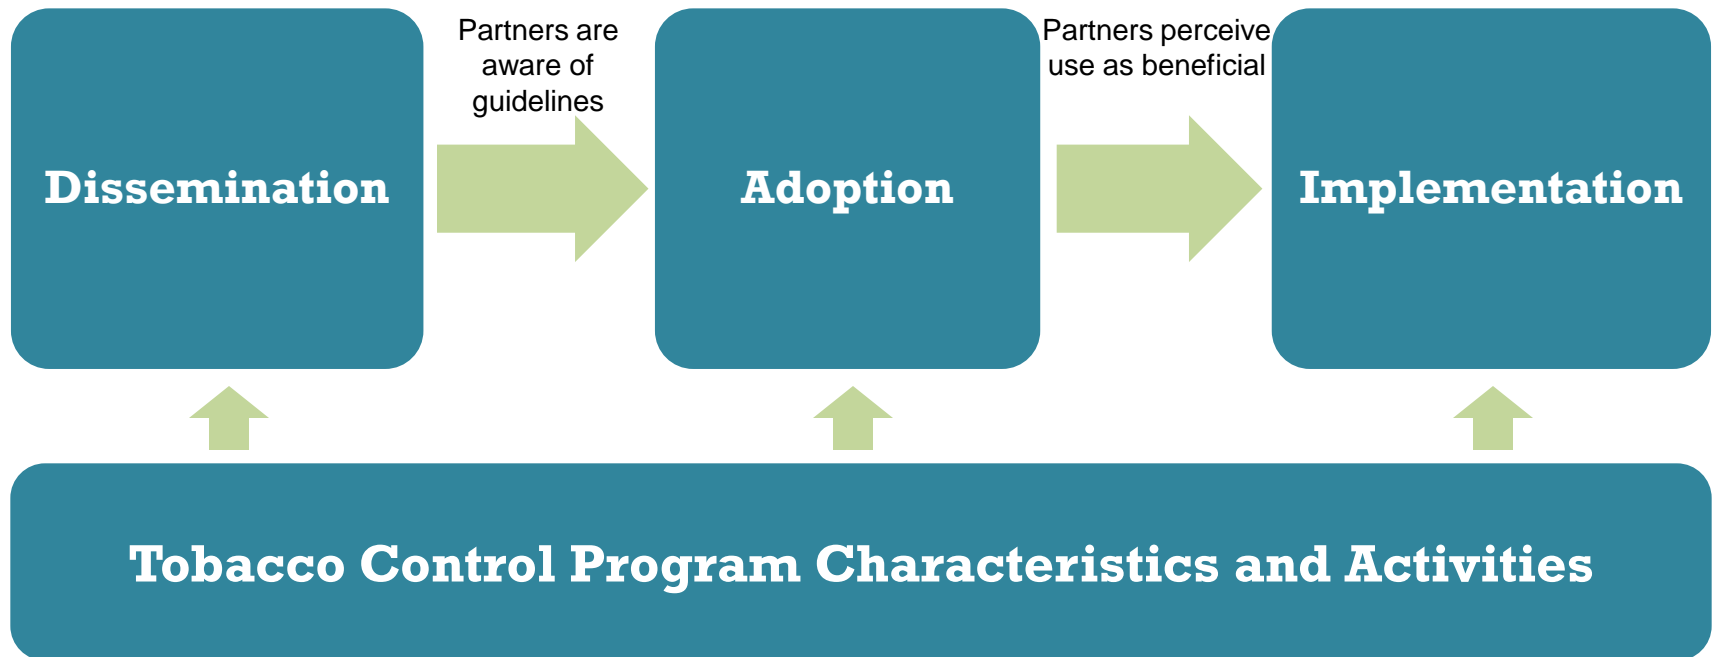 Partners are
aware of
guidelines
Partners perceive
use as beneficial
Dissemination
Adoption
Implementation
Tobacco Control Program Characteristics and Activities